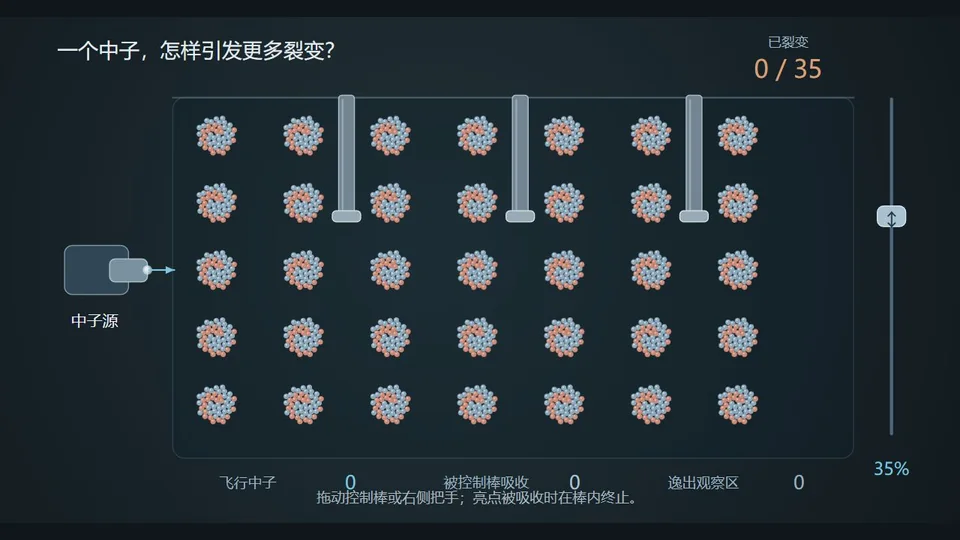 一个中子，怎样引发更多裂变？
已裂变
0 / 35
中子源
35%
飞行中子 0 被控制棒吸收 0 逸出观察区 0
拖动控制棒或右侧把手；亮点被吸收时在棒内终止。